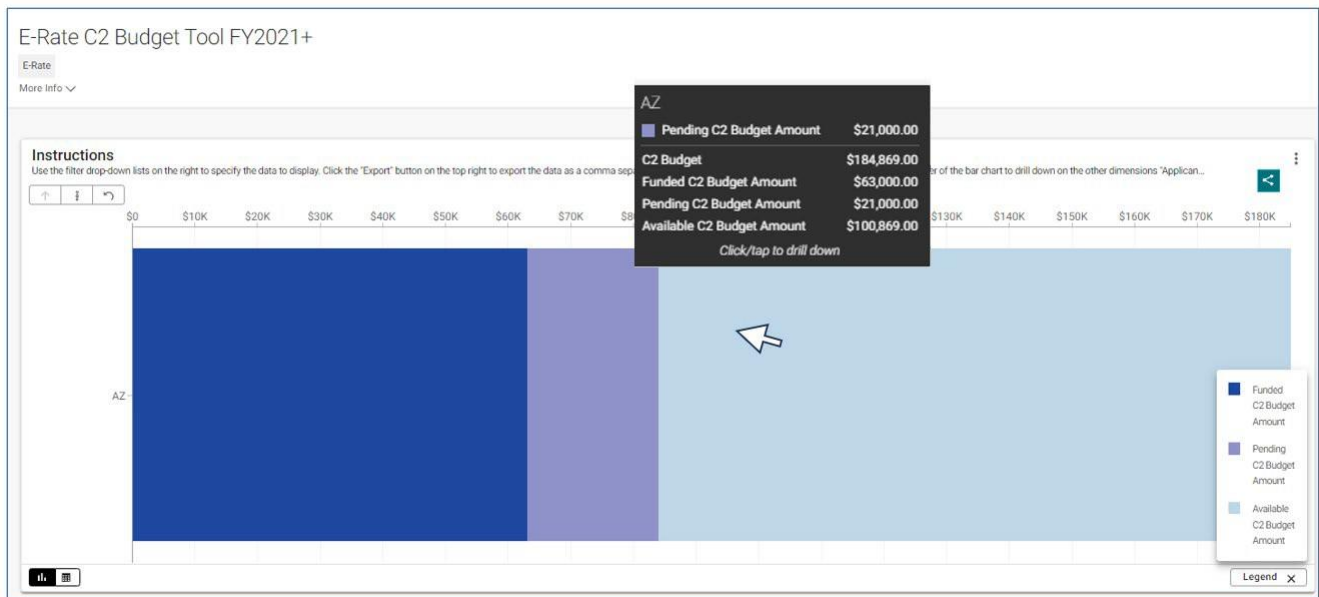 E-Rate C2 Budget Tool FY2021+
E-Rate
More Info
AZ
Pending C2 Budget Amount $21,000.00
C2 Budget $184,869.00
Funded C2 Budget Amount $63,000.00
Pending C2 Budget Amount $21,000.00
Available C2 Budget Amount $100,869.00
Click/tap to drill down
Instructions
Use the filter drop-down lists on the right to specify the data to display. Click the "Export" button on the top right to export the data as a comma sep er of the bar chart to drill down on the other dimensions "Applican...
$0 $10K $20K $30K $40K $50K $60K $70K $8 $130K $140K $150K $160K $170K $180K
AZ
Funded
C2 Budget
Amount
Pending
C2 Budget
Amount
Available
C2 Budget
Amount
Legend X